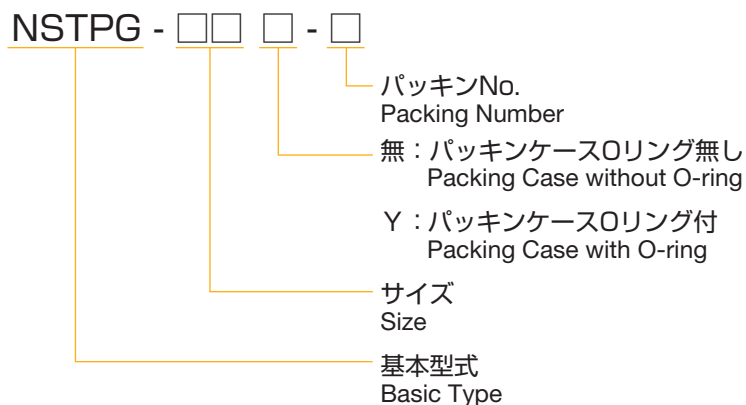 NSTPG - □□ □ - □
パッキンNo.
Packing Number
無：パッキンケースOリング無し
Packing Case without O-ring
Y：パッキンケースOリング付
Packing Case with O-ring
サイズ
Size
基本型式
Basic Type